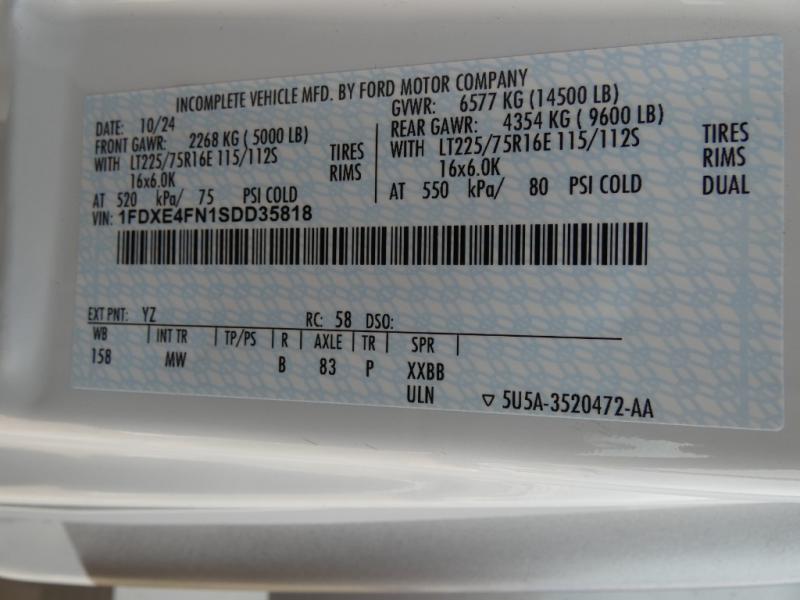 INCOMPLETE VEHICLE MFD. BY FORD MOTOR COMPANY
DATE: 10/24 GVWR: 6577 KG (14500 LB)
FRONT GAWR: 2268 KG ( 5000 LB) REAR GAWR: 4354 KG ( 9600 LB)
WITH LT225/75R16E 115/112S TIRES WITH LT225/75R16E 115/112S TIRES
16x6.0K RIMS 16x6.0K RIMS
AT 520 kPa/ 75 PSI COLD AT 550 kPa/ 80 PSI COLD DUAL
VIN: 1FDXE4FN1SDD35818
EXT PNT: YZ RC: 58 DSO:
WB INT TR TP/PS R AXLE TR SPR
158 MW B 83 P XXBB
ULN ▽ 5U5A-3520472-AA